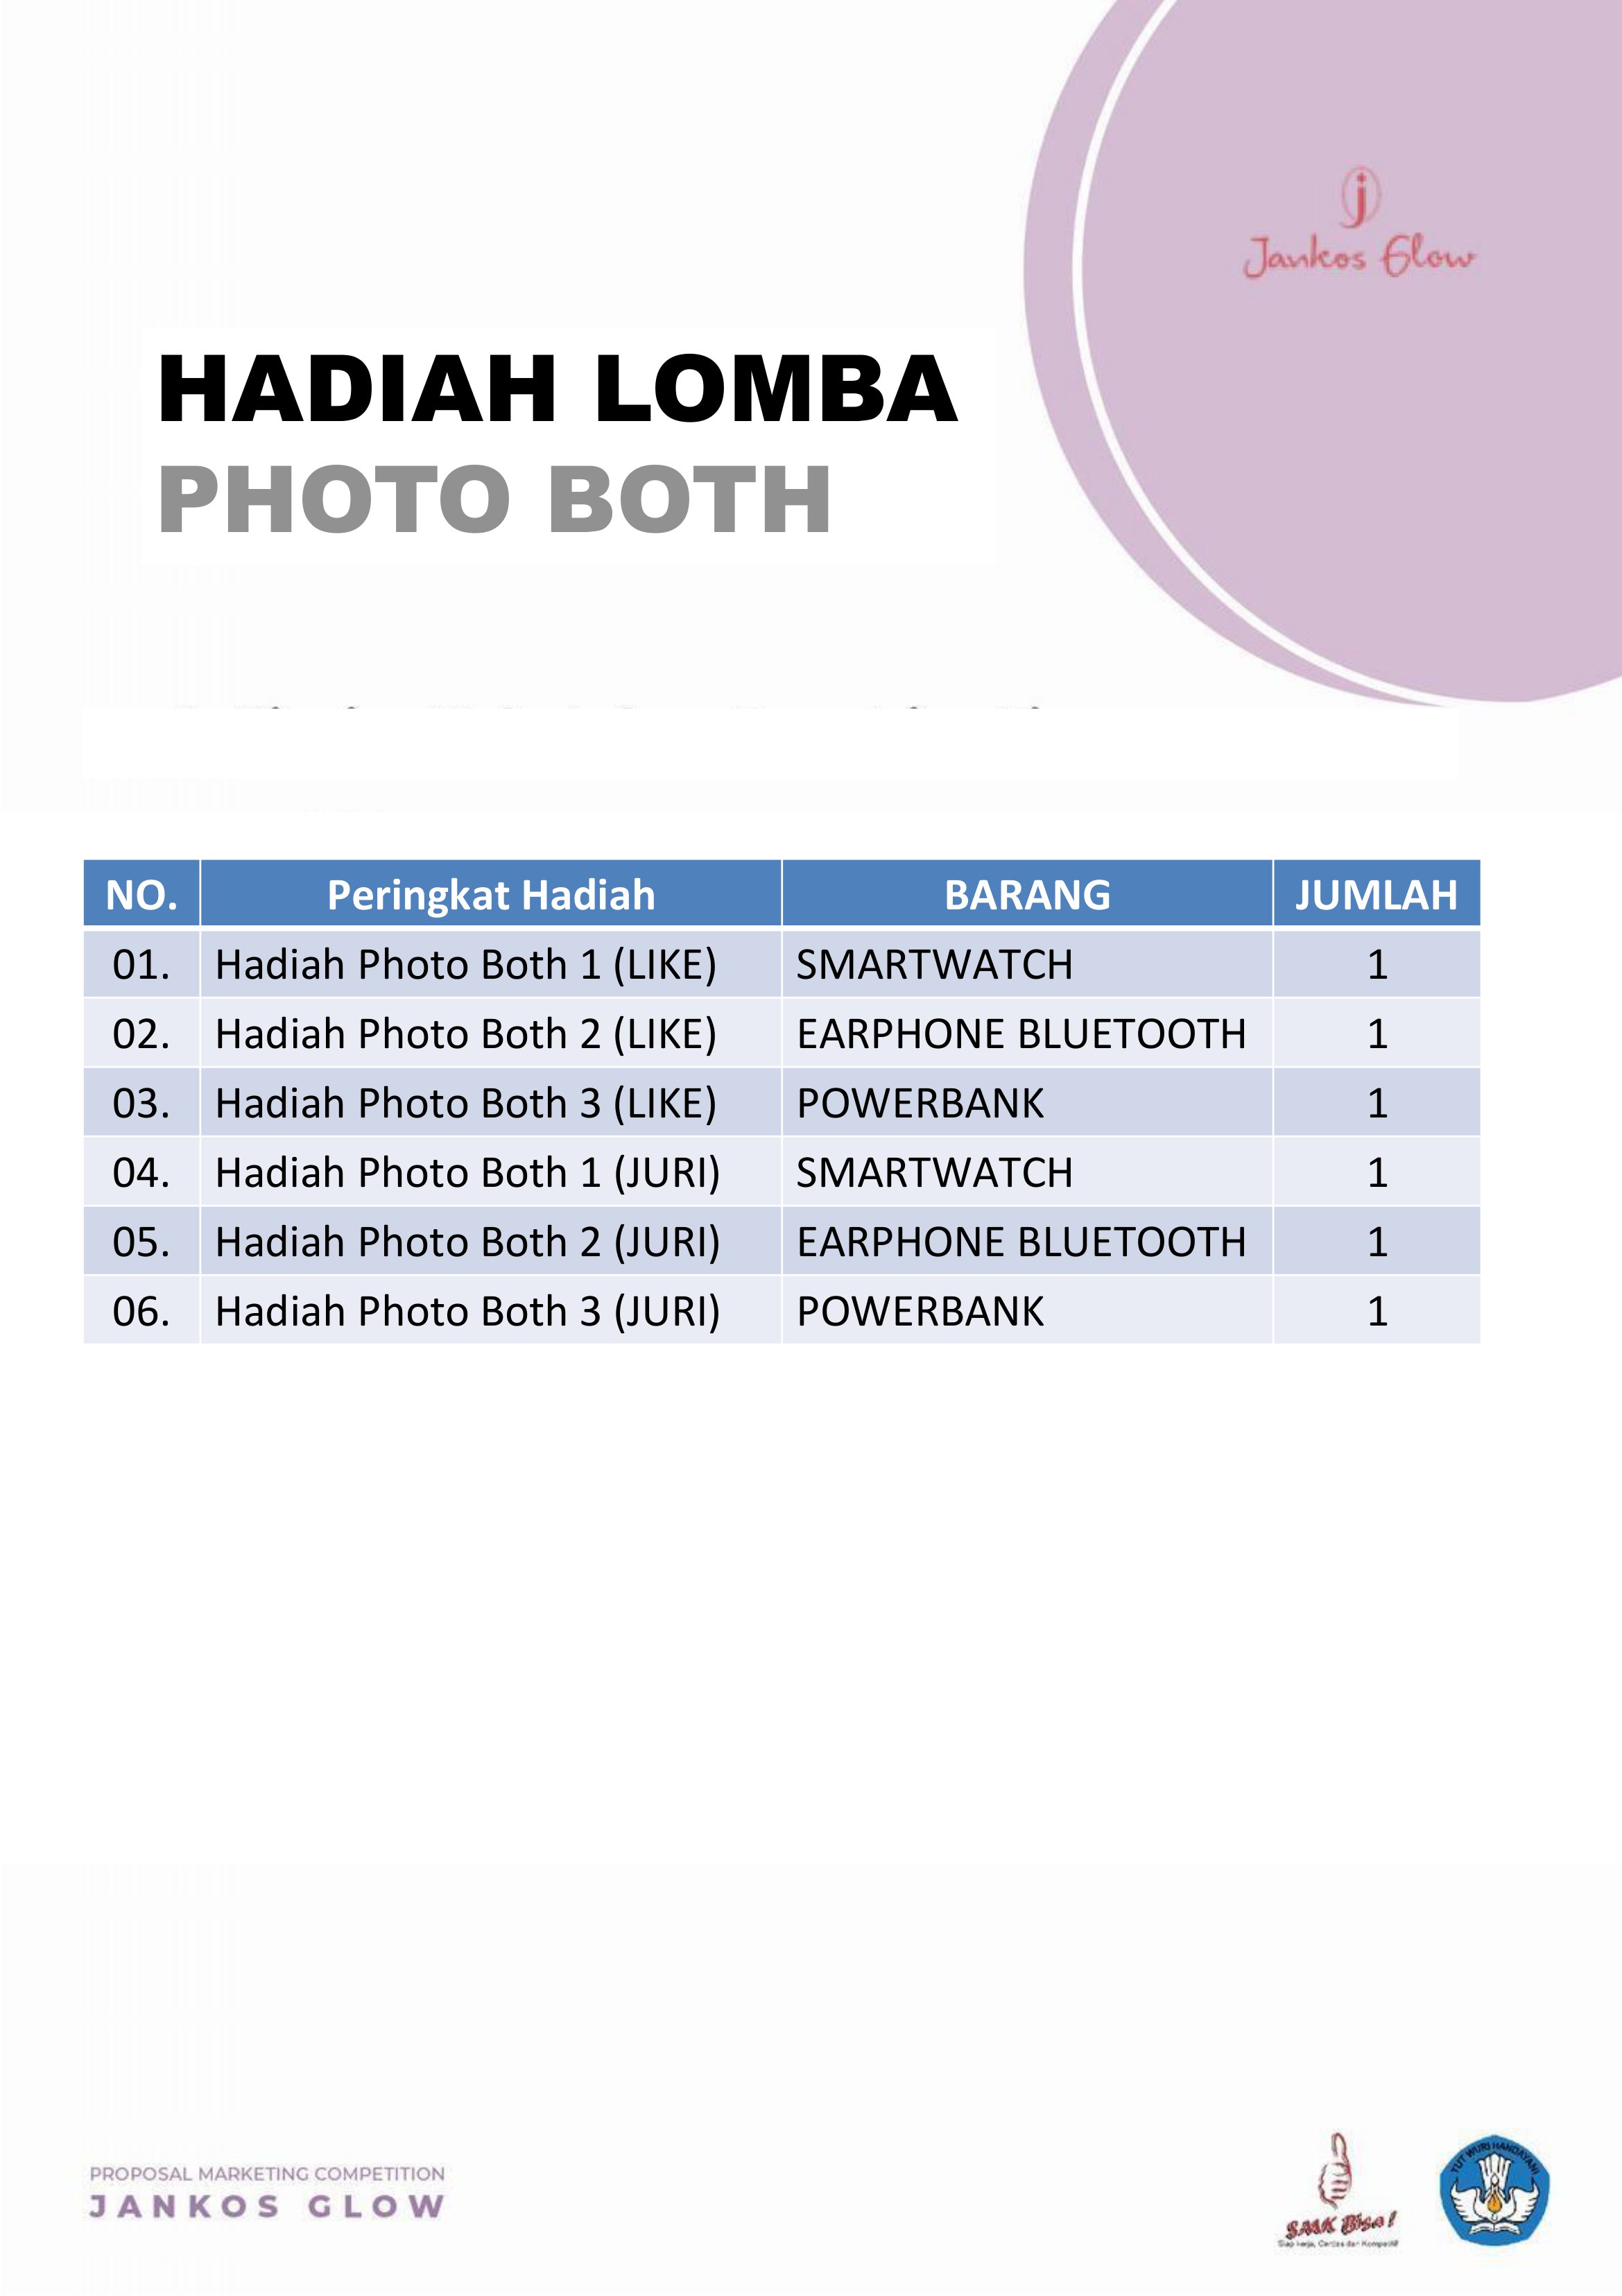 Jankos Glow
HADIAH LOMBA
PHOTO BOTH
NO. Peringkat Hadiah BARANG JUMLAH
01. Hadiah Photo Both 1 (LIKE) SMARTWATCH 1
02. Hadiah Photo Both 2 (LIKE) EARPHONE BLUETOOTH 1
03. Hadiah Photo Both 3 (LIKE) POWERBANK 1
04. Hadiah Photo Both 1 (JURI) SMARTWATCH 1
05. Hadiah Photo Both 2 (JURI) EARPHONE BLUETOOTH 1
06. Hadiah Photo Both 3 (JURI) POWERBANK 1
PROPOSAL MARKETING COMPETITION
JANKOS GLOW
SMK Bisa!
Siap kerja, Cerdas dan Kompetitif
TUT WURI HANDAYANI